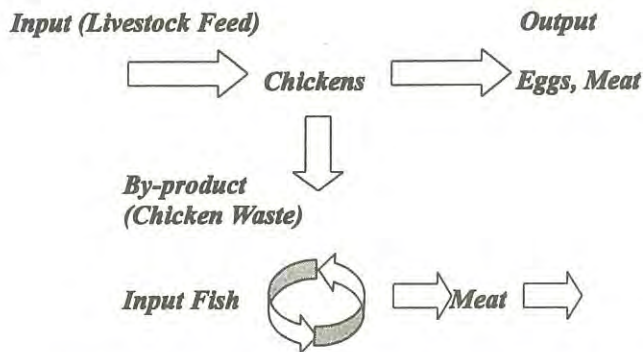 Input (Livestock Feed)
Output
Chickens
Eggs, Meat
By-product
(Chicken Waste)
Input Fish
Meat